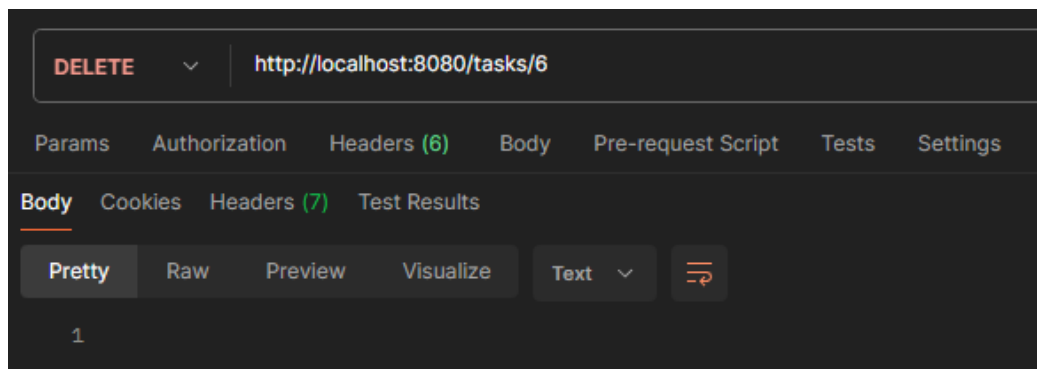 DELETE http://localhost:8080/tasks/6
Params Authorization Headers (6) Body Pre-request Script Tests Settings
Body Cookies Headers (7) Test Results
Pretty Raw Preview Visualize Text
1